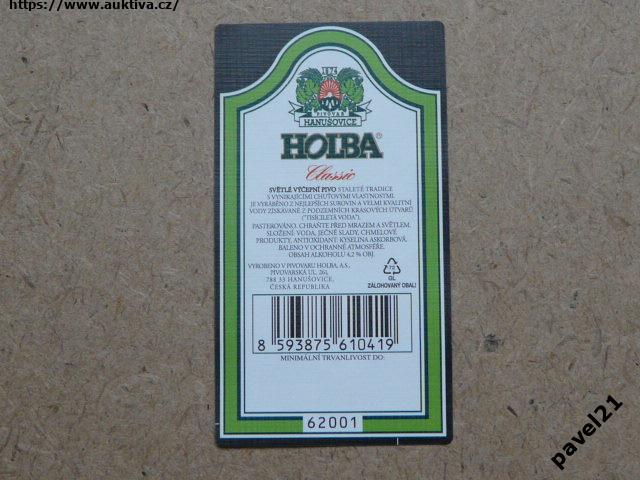 https://www.auktiva.cz/
1874
PIVOVAR
HANUŠOVICE
HOLBA®
Classic
SVĚTLÉ VÝČEPNÍ PIVO STALETÉ TRADICE
S VYNIKAJÍCÍMI CHUŤOVÝMI VLASTNOSTMI.
JE VYRÁBĚNO Z NEJLEPŠÍCH SUROVIN A VELMI KVALITNÍ
VODY ZÍSKÁVANÉ Z PODZEMNÍCH KRASOVÝCH ÚTVARŮ
("TISÍCILETÁ VODA").
PASTEROVÁNO. CHRAŇTE PŘED MRAZEM A SVĚTLEM.
SLOŽENÍ: VODA, JEČNÉ SLADY, CHMELOVÉ
PRODUKTY, ANTIOXIDANT: KYSELINA ASKORBOVÁ.
BALENO V OCHRANNÉ ATMOSFÉŘE.
OBSAH ALKOHOLU 4,2 % OBJ.
VYROBENO V PIVOVARU HOLBA, A.S.,
PIVOVARSKÁ UL. 261,
788 33 HANUŠOVICE,
ČESKÁ REPUBLIKA
GL
ZÁLOHOVANÝ OBAL!
8 593875 610419
MINIMÁLNÍ TRVANLIVOST DO:
62001
pavel21